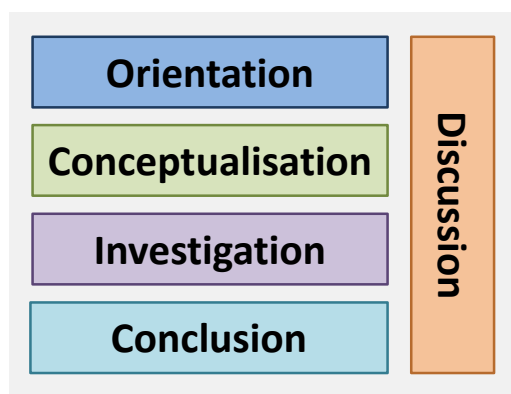 Orientation
Conceptualisation
Investigation
Conclusion
Discussion